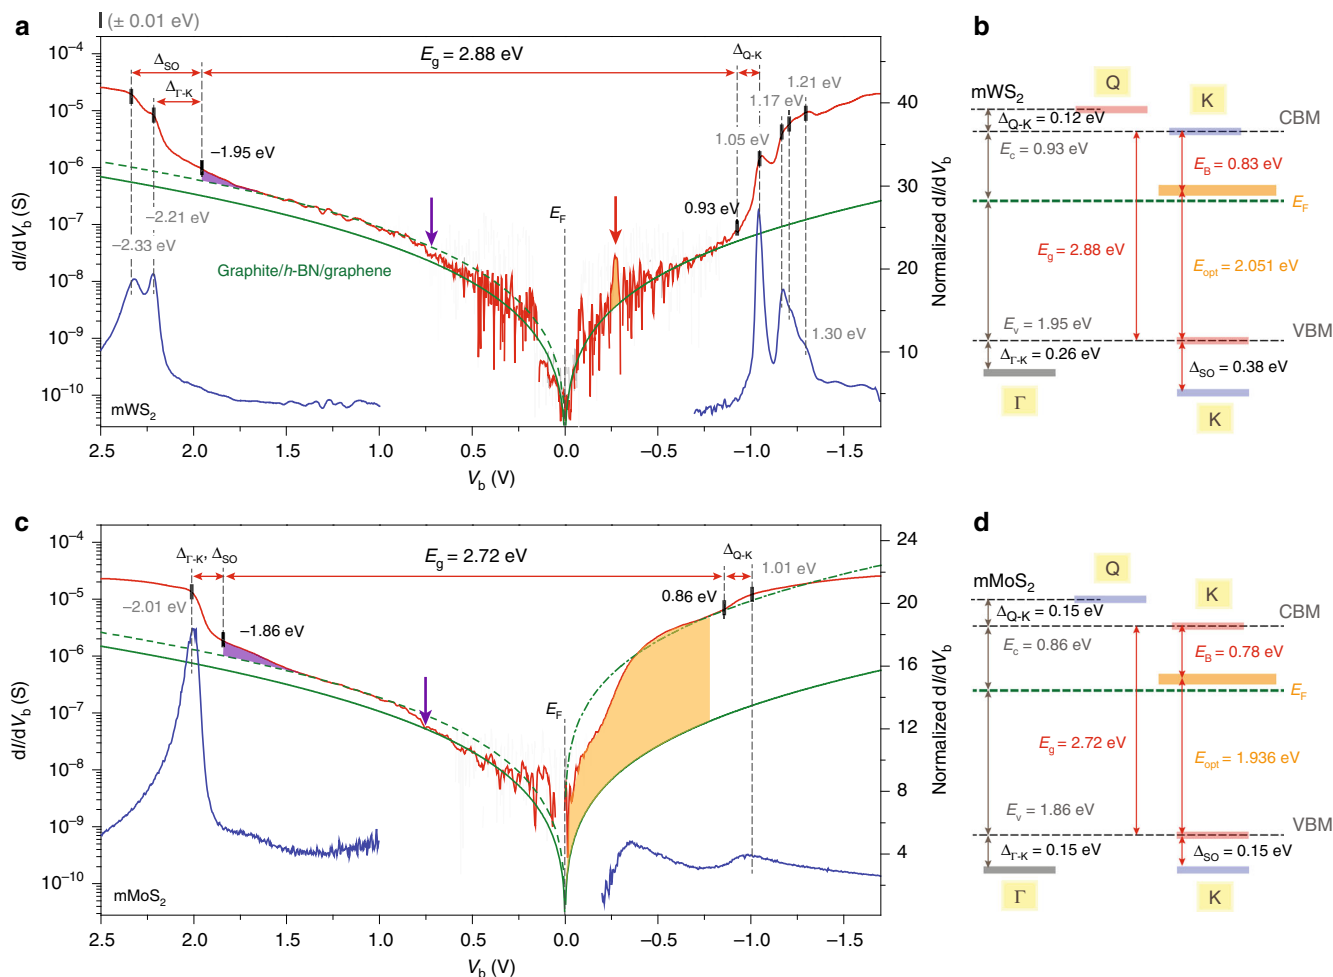 a
(± 0.01 eV)
10⁻⁴
10⁻⁵
10⁻⁶
10⁻⁷
10⁻⁸
10⁻⁹
10⁻¹⁰
dI/dV_b (S)
Δ_SO
E_g = 2.88 eV
Δ_Q-K
Δ_Γ-K
1.21 eV
1.17 eV
1.05 eV
−1.95 eV
−2.21 eV
−2.33 eV
0.93 eV
E_F
Graphite/h-BN/graphene
1.30 eV
mWS₂
40
30
20
10
Normalized dI/dV_b
2.5 2.0 1.5 1.0 0.5 0.0 −0.5 −1.0 −1.5
V_b (V)
b
Q
mWS₂
K
CBM
Δ_Q-K = 0.12 eV
E_c = 0.93 eV
E_B = 0.83 eV
E_F
E_g = 2.88 eV
E_opt = 2.051 eV
E_v = 1.95 eV
VBM
Δ_Γ-K = 0.26 eV
Δ_SO = 0.38 eV
Γ
K
c
10⁻⁴
10⁻⁵
10⁻⁶
10⁻⁷
10⁻⁸
10⁻⁹
10⁻¹⁰
dI/dV_b (S)
Δ_Γ-K, Δ_SO
E_g = 2.72 eV
Δ_Q-K
1.01 eV
−2.01 eV
0.86 eV
−1.86 eV
E_F
mMoS₂
24
20
16
12
8
4
Normalized dI/dV_b
2.5 2.0 1.5 1.0 0.5 0.0 −0.5 −1.0 −1.5
V_b (V)
d
Q
mMoS₂
K
CBM
Δ_Q-K = 0.15 eV
E_c = 0.86 eV
E_B = 0.78 eV
E_F
E_g = 2.72 eV
E_opt = 1.936 eV
E_v = 1.86 eV
VBM
Δ_Γ-K = 0.15 eV
Δ_SO = 0.15 eV
Γ
K